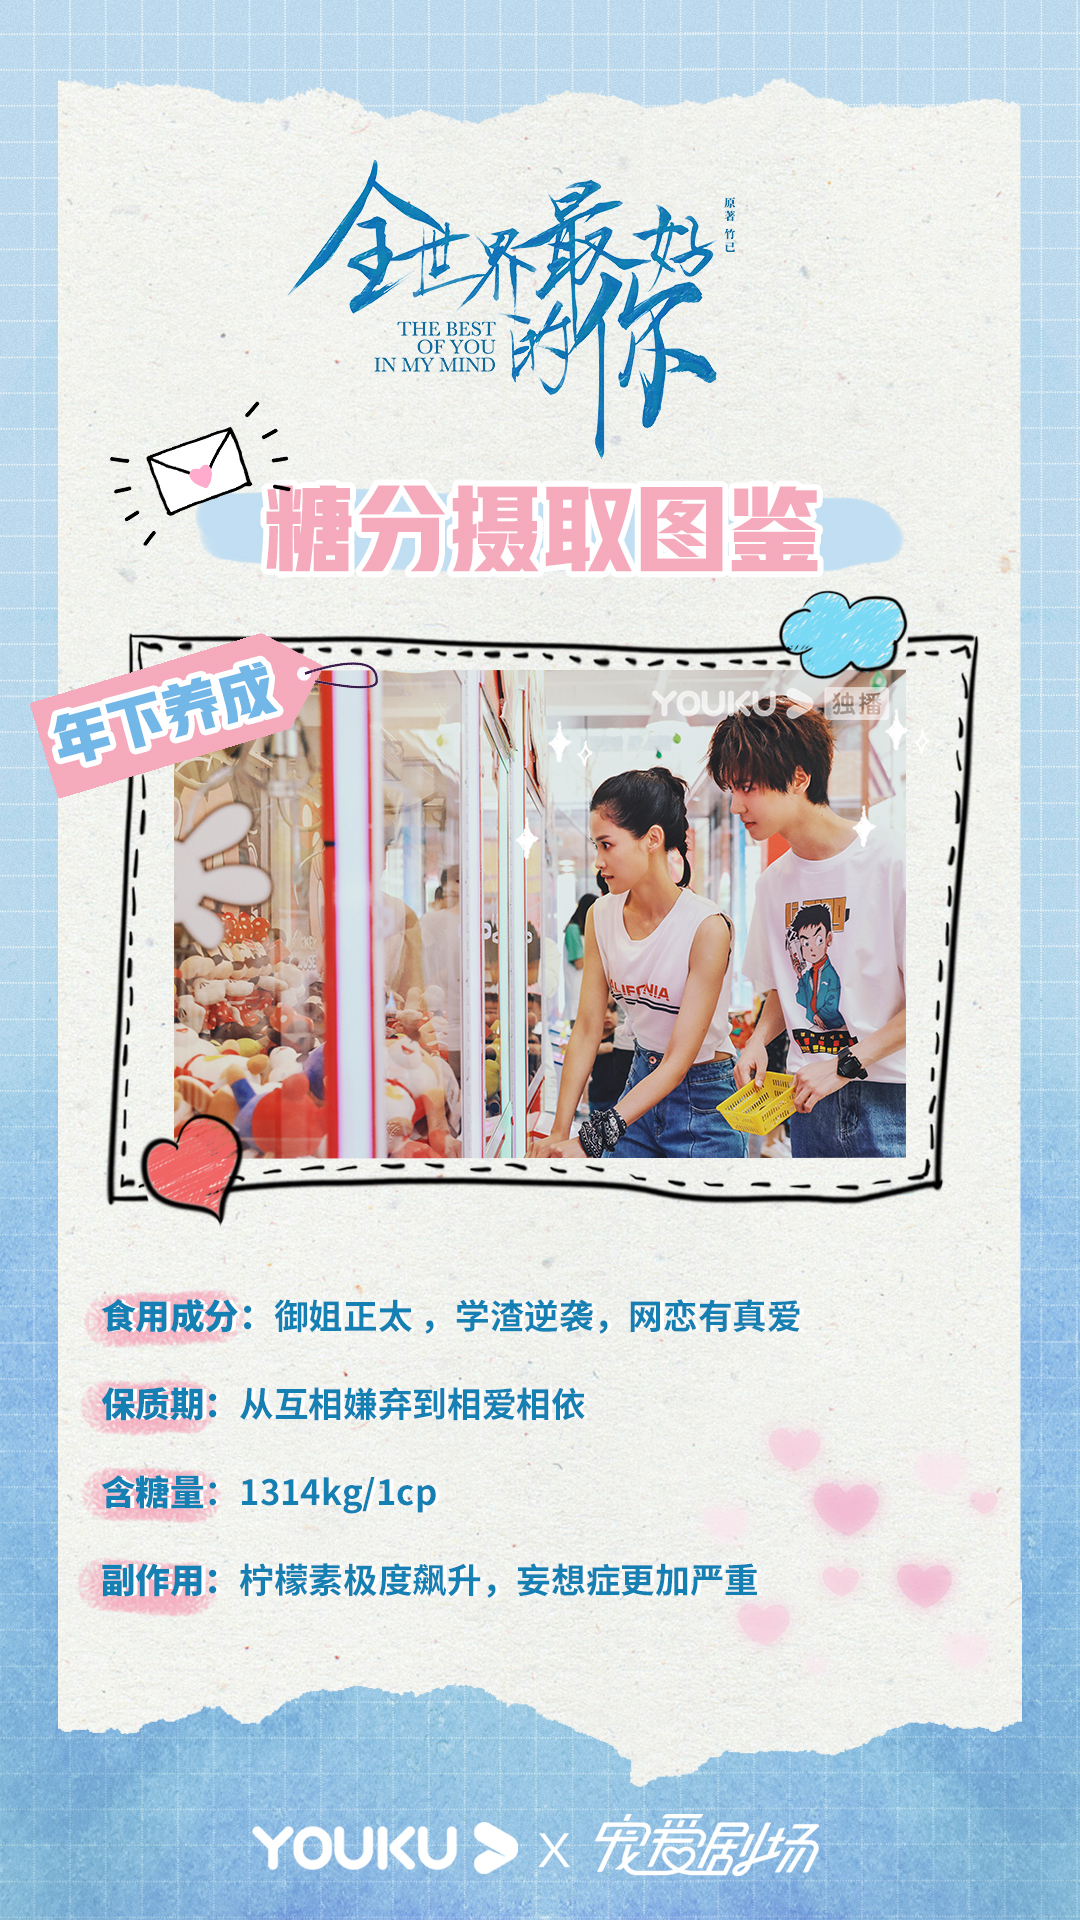 全世界最好的你
原著 竹已
THE BEST
OF YOU
IN MY MIND
糖分摄取图鉴
年下养成
YOUKU 独播
CALIFORNIA
食用成分：御姐正太，学渣逆袭，网恋有真爱
保质期：从互相嫌弃到相爱相依
含糖量：1314kg/1cp
副作用：柠檬素极度飙升，妄想症更加严重
YOUKU X 宠爱剧场